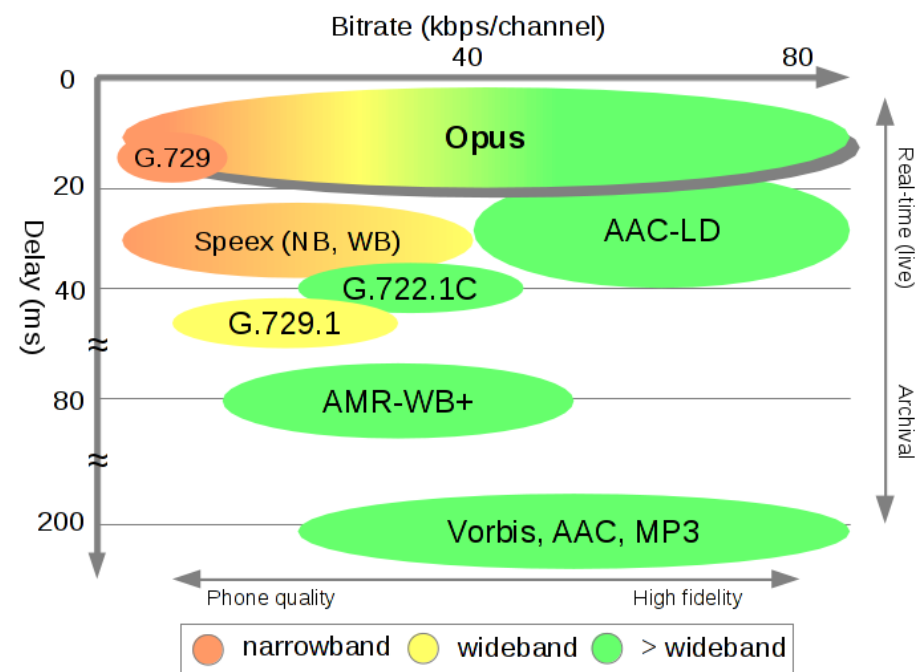 Bitrate (kbps/channel)
40
80
0
Opus
G.729
20
Speex (NB, WB)
AAC-LD
40
G.722.1C
G.729.1
≈
80
AMR-WB+
≈
200
Vorbis, AAC, MP3
Delay (ms)
Real-time (live)
Archival
Phone quality
High fidelity
narrowband
wideband
> wideband